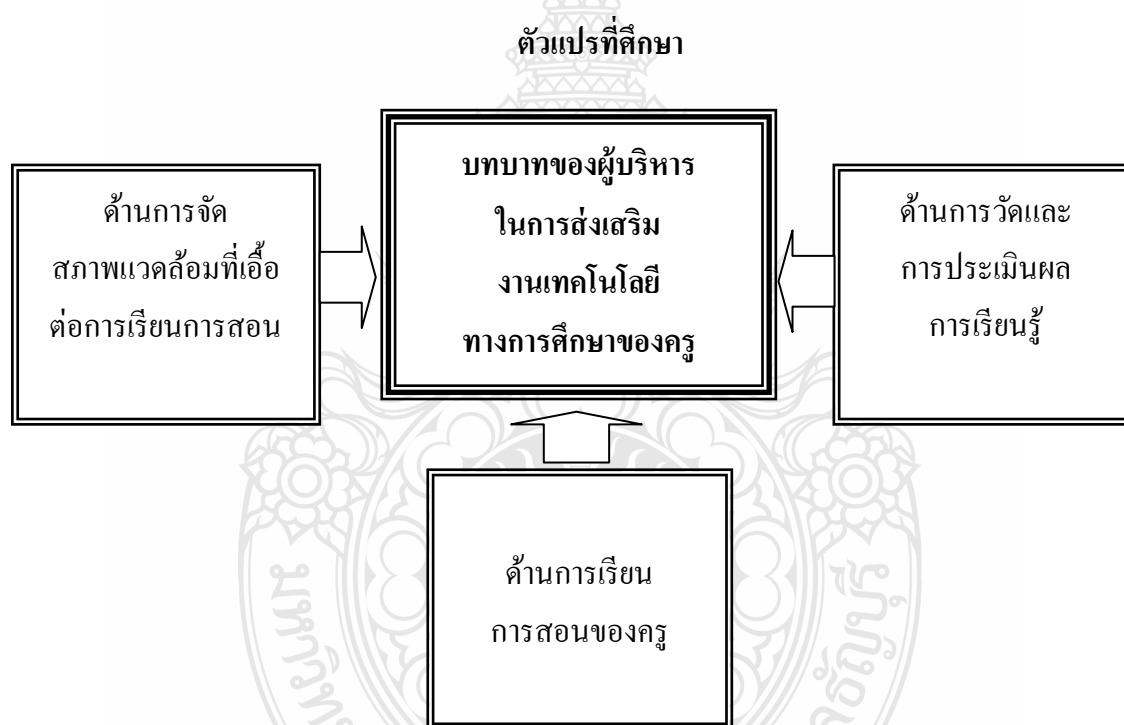 ตัวแปรที่ศึกษา
บทบาทของผู้บริหาร
ในการส่งเสริม
งานเทคโนโลยี
ทางการศึกษาของครู
ด้านการจัด
สภาพแวดล้อมที่เอื้อ
ต่อการเรียนการสอน
ด้านการวัดและ
การประเมินผล
การเรียนรู้
ด้านการเรียน
การสอนของครู